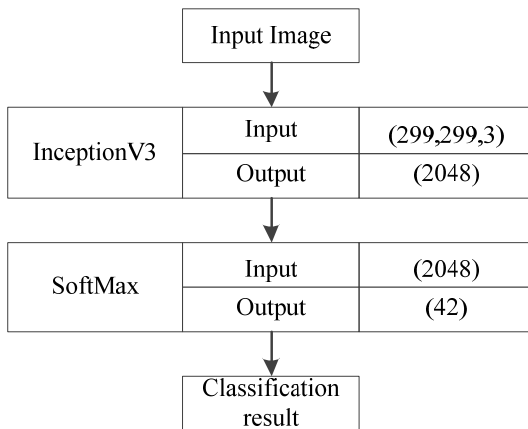 Input Image
InceptionV3
Input
(299,299,3)
Output
(2048)
SoftMax
Input
(2048)
Output
(42)
Classification
result